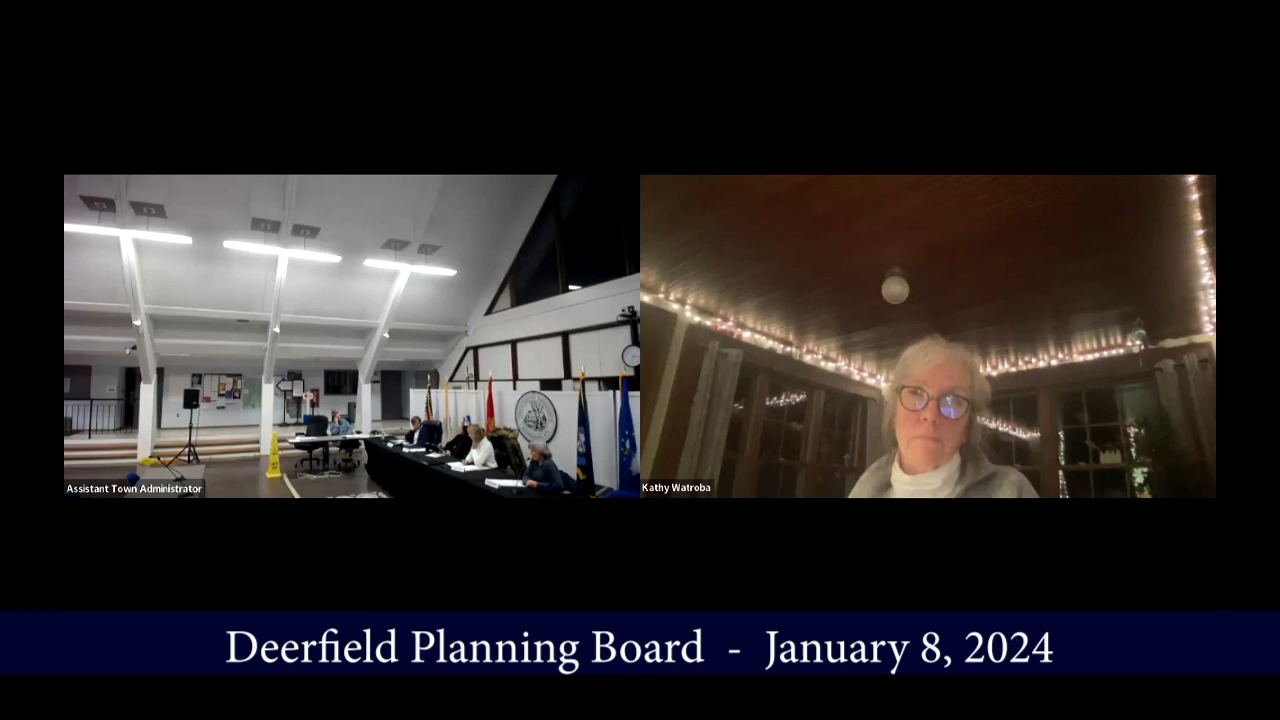 Assistant Town Administrator
Kathy Watroba
Deerfield Planning Board - January 8, 2024